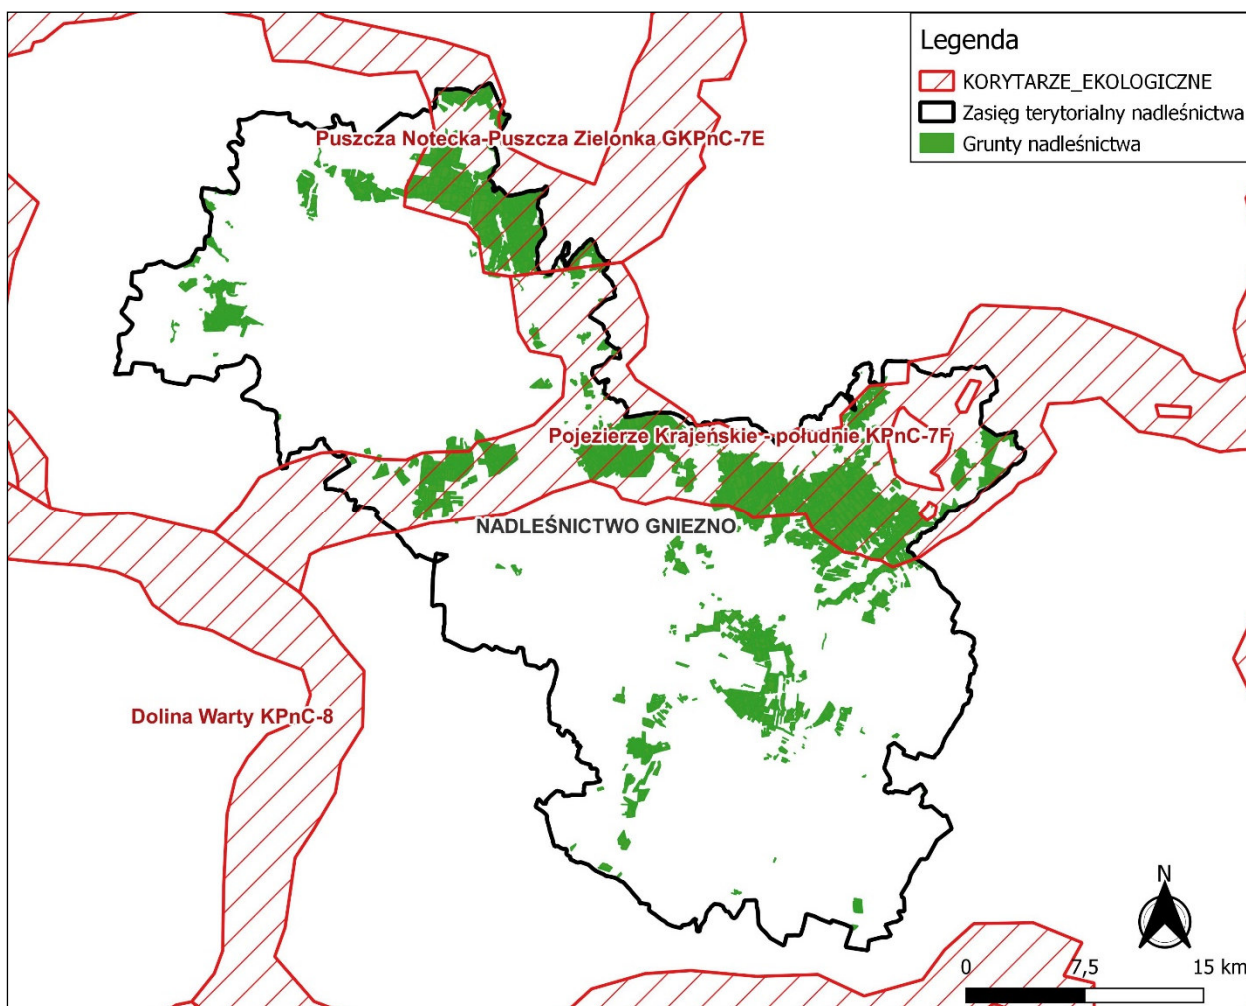 Legenda
KORYTARZE_EKOLOGICZNE
Zasięg terytorialny nadleśnictwa
Grunty nadleśnictwa
Puszcza Notecka-Puszcza Zielonka GKPnC-7E
Pojezierze Krajeńskie - południe KPnC-7F
NADLEŚNICTWO GNIEZNO
Dolina Warty KPnC-8
N
0 7,5 15 km